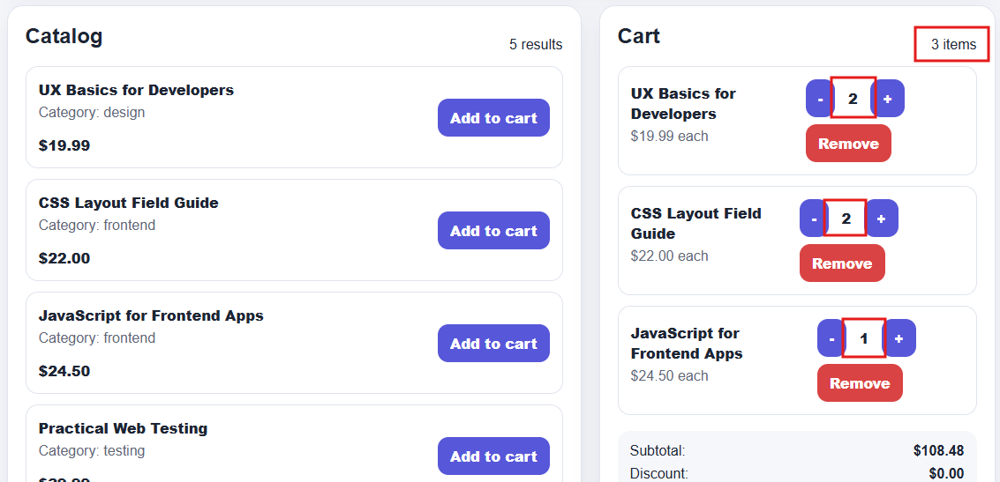 Catalog
5 results
UX Basics for Developers
Category: design
$19.99
Add to cart
CSS Layout Field Guide
Category: frontend
$22.00
Add to cart
JavaScript for Frontend Apps
Category: frontend
$24.50
Add to cart
Practical Web Testing
Category: testing
Add to cart
Cart
3 items
UX Basics for
Developers
$19.99 each
- 2 +
Remove
CSS Layout Field
Guide
$22.00 each
- 2 +
Remove
JavaScript for
Frontend Apps
$24.50 each
- 1 +
Remove
Subtotal: $108.48
Discount: $0.00